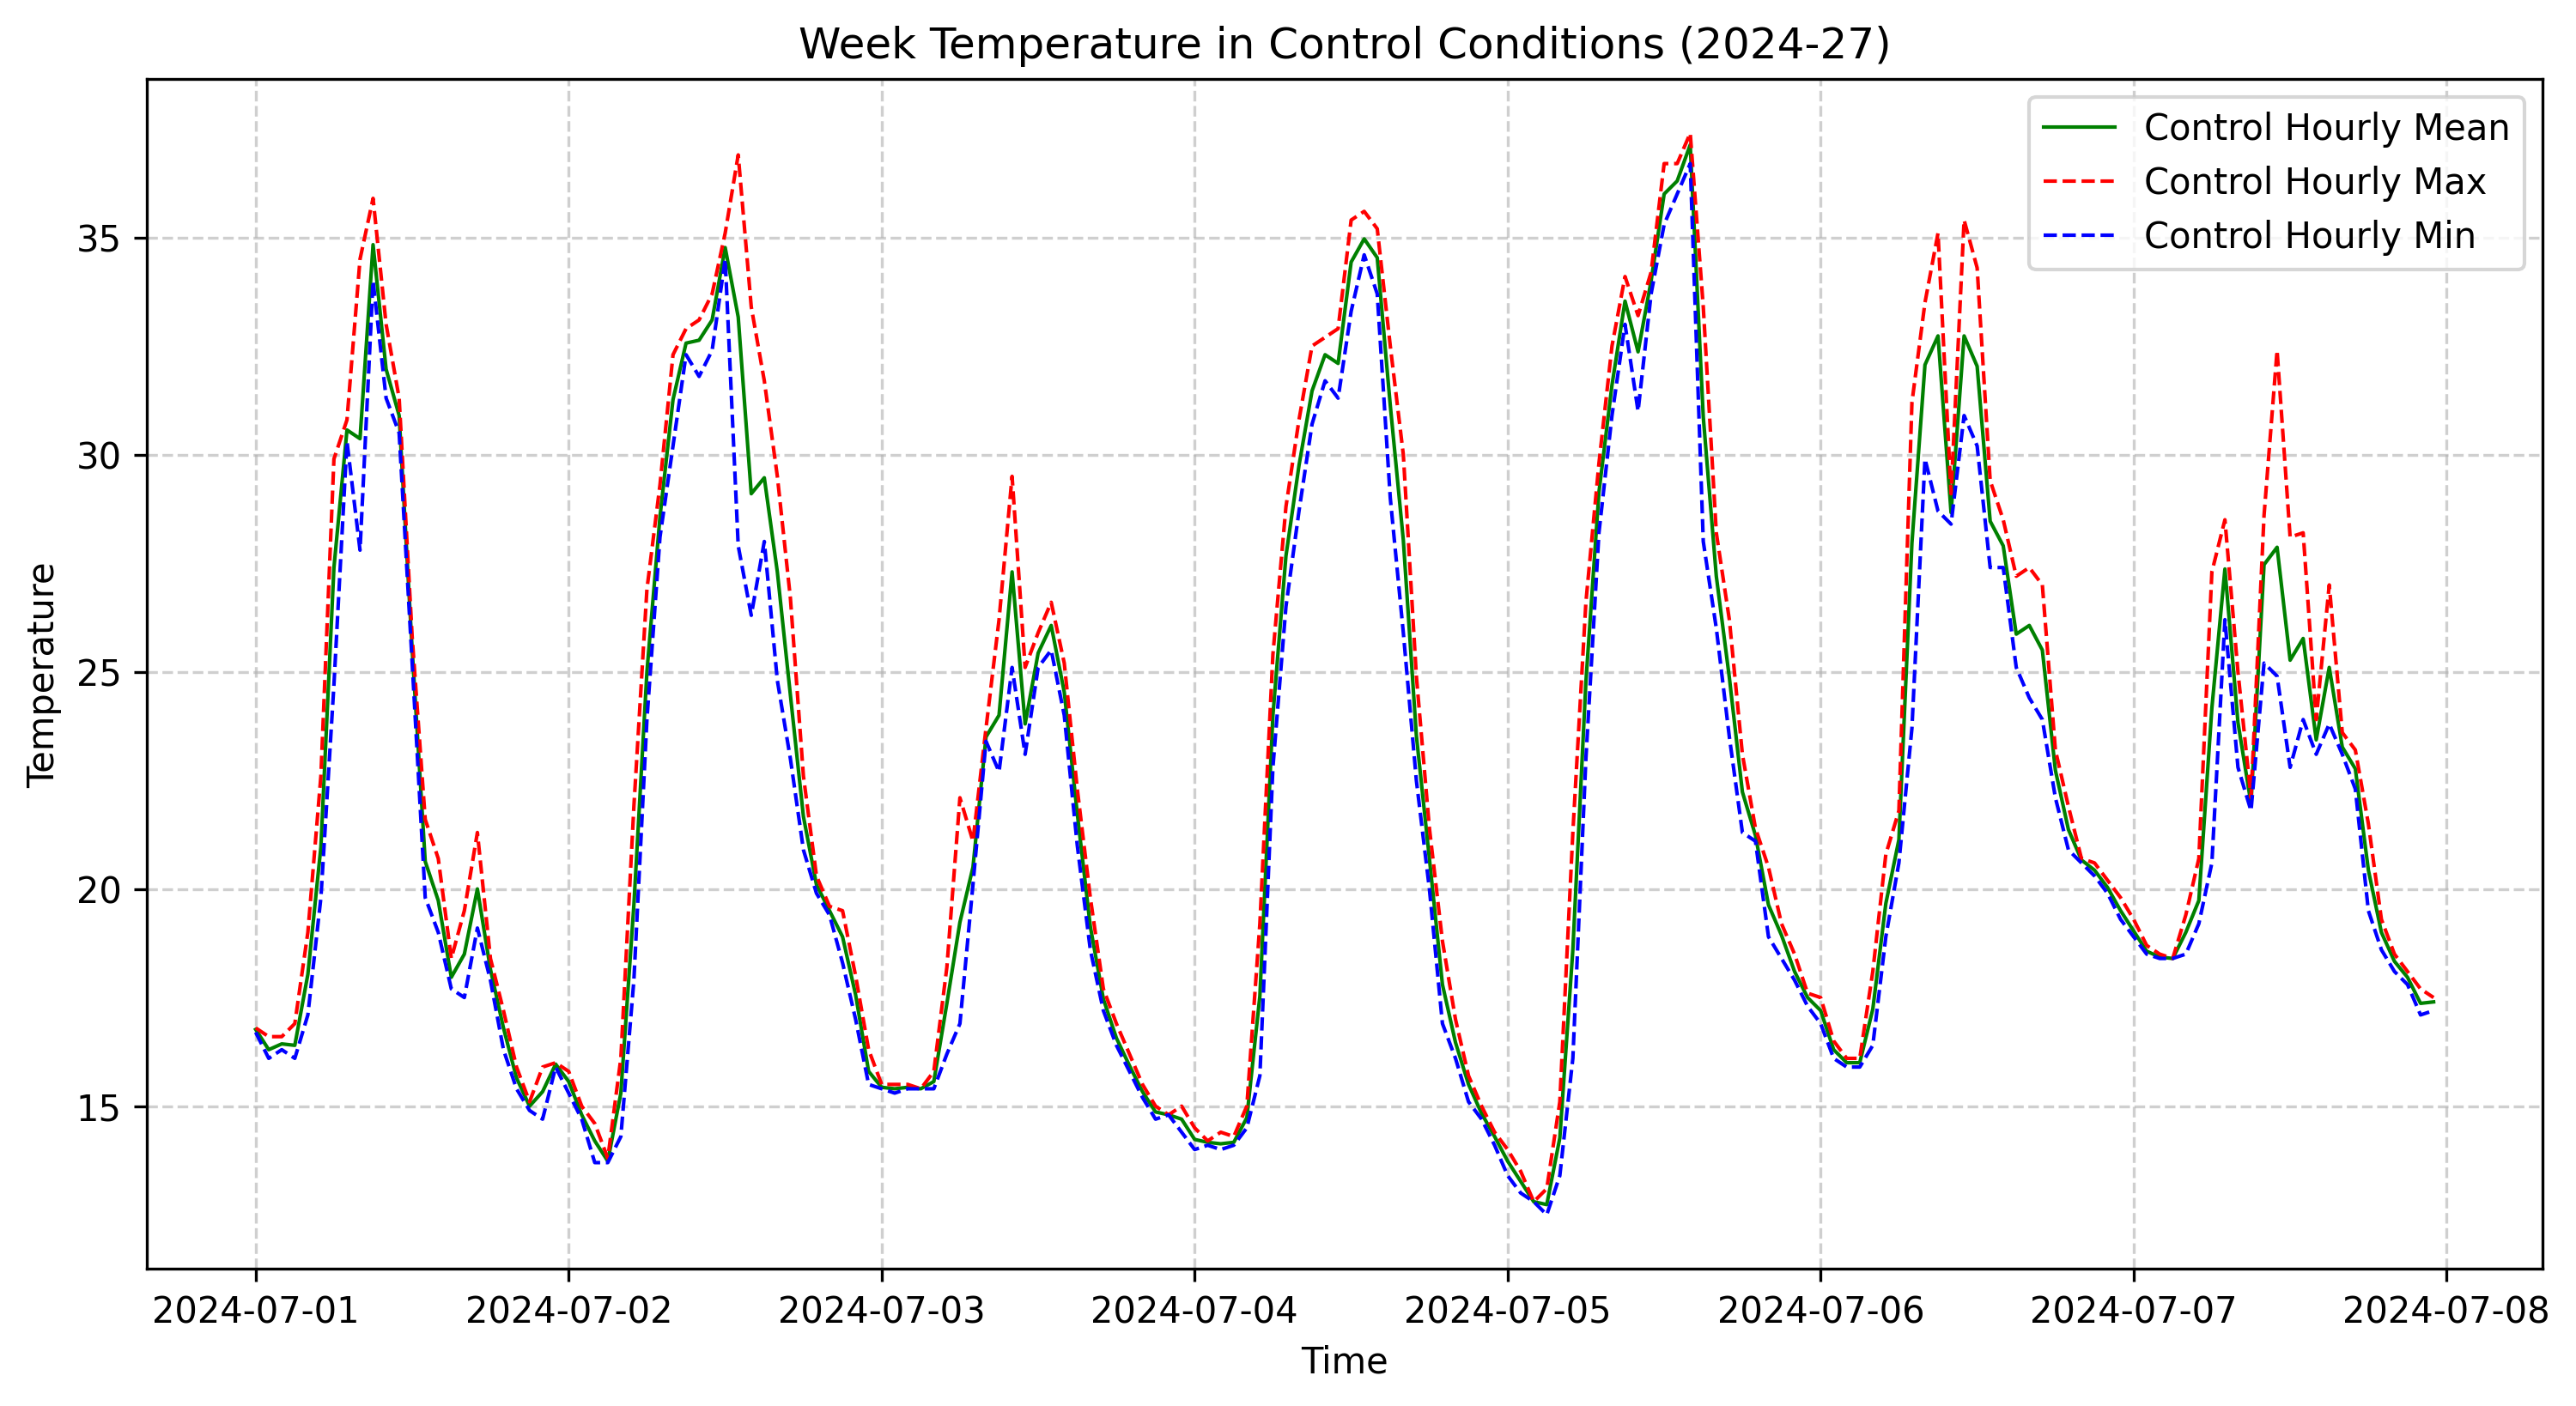 Week Temperature in Control Conditions (2024-27)
Control Hourly Mean
Control Hourly Max
Control Hourly Min
Temperature
35
30
25
20
15
2024-07-01 2024-07-02 2024-07-03 2024-07-04 2024-07-05 2024-07-06 2024-07-07 2024-07-08
Time